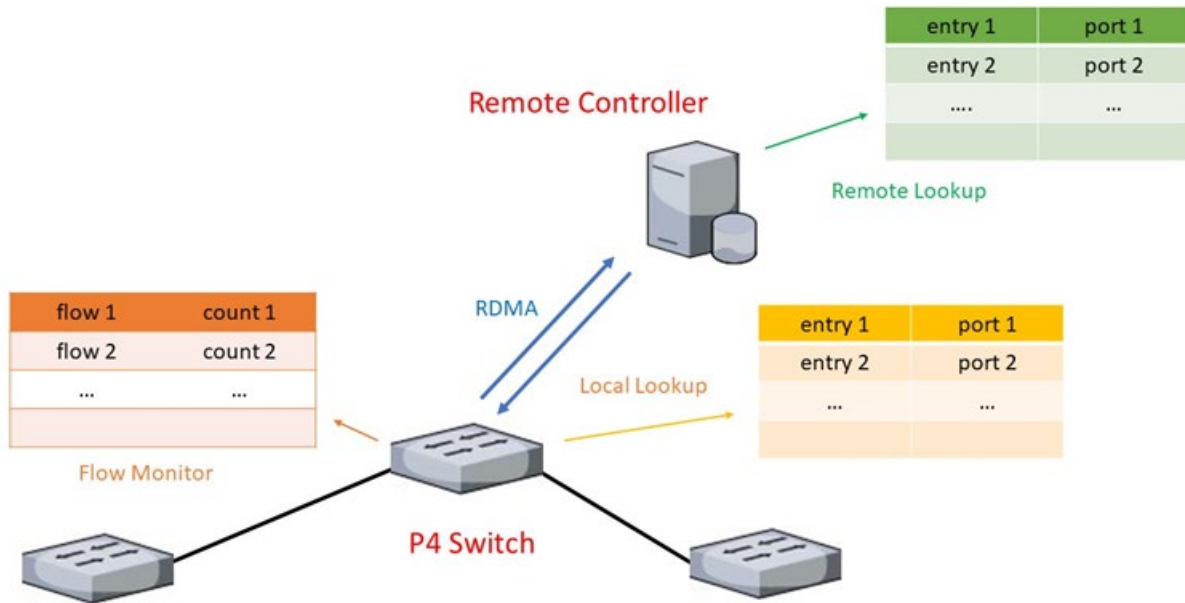 entry 1 port 1
entry 2 port 2
.... ...
Remote Controller
Remote Lookup
flow 1 count 1
flow 2 count 2
... ...
Flow Monitor
RDMA
entry 1 port 1
entry 2 port 2
... ...
Local Lookup
P4 Switch